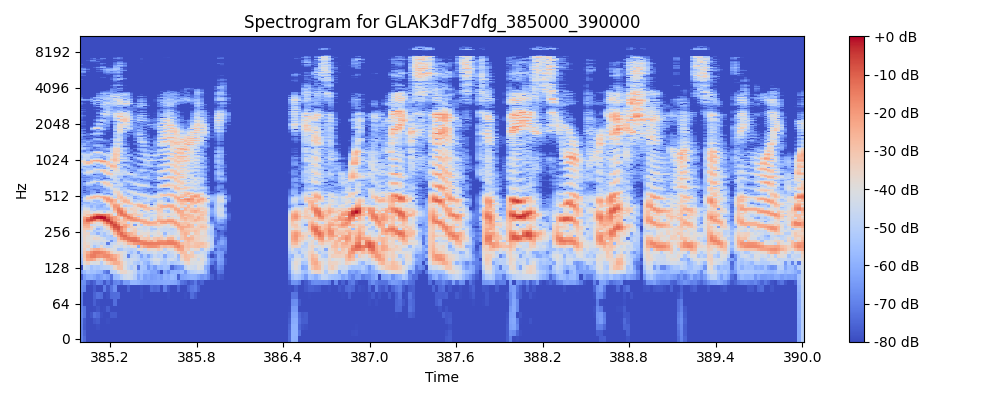 Spectrogram for GLAK3dF7dfg_385000_390000
Hz
8192
4096
2048
1024
512
256
128
64
0
385.2 385.8 386.4 387.0 387.6 388.2 388.8 389.4 390.0
Time
+0 dB
-10 dB
-20 dB
-30 dB
-40 dB
-50 dB
-60 dB
-70 dB
-80 dB